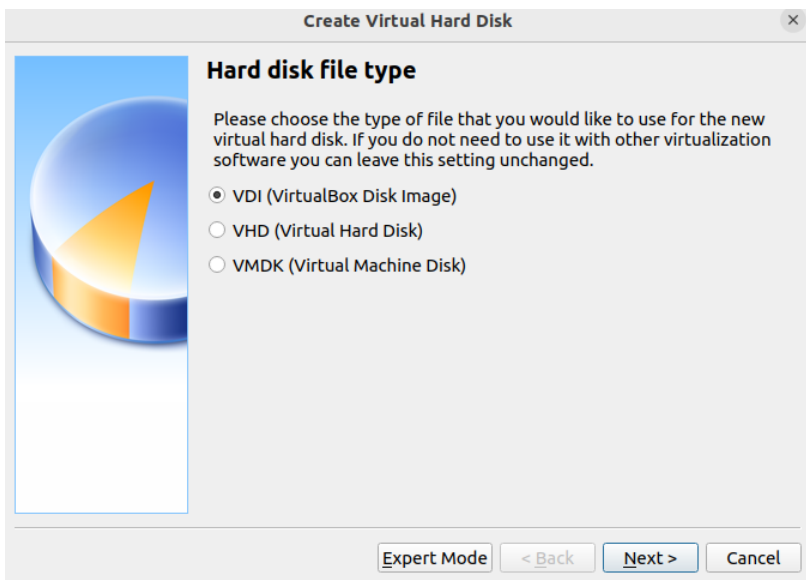 Create Virtual Hard Disk
Hard disk file type
Please choose the type of file that you would like to use for the new
virtual hard disk. If you do not need to use it with other virtualization
software you can leave this setting unchanged.
VDI (VirtualBox Disk Image)
VHD (Virtual Hard Disk)
VMDK (Virtual Machine Disk)
Expert Mode < Back Next > Cancel